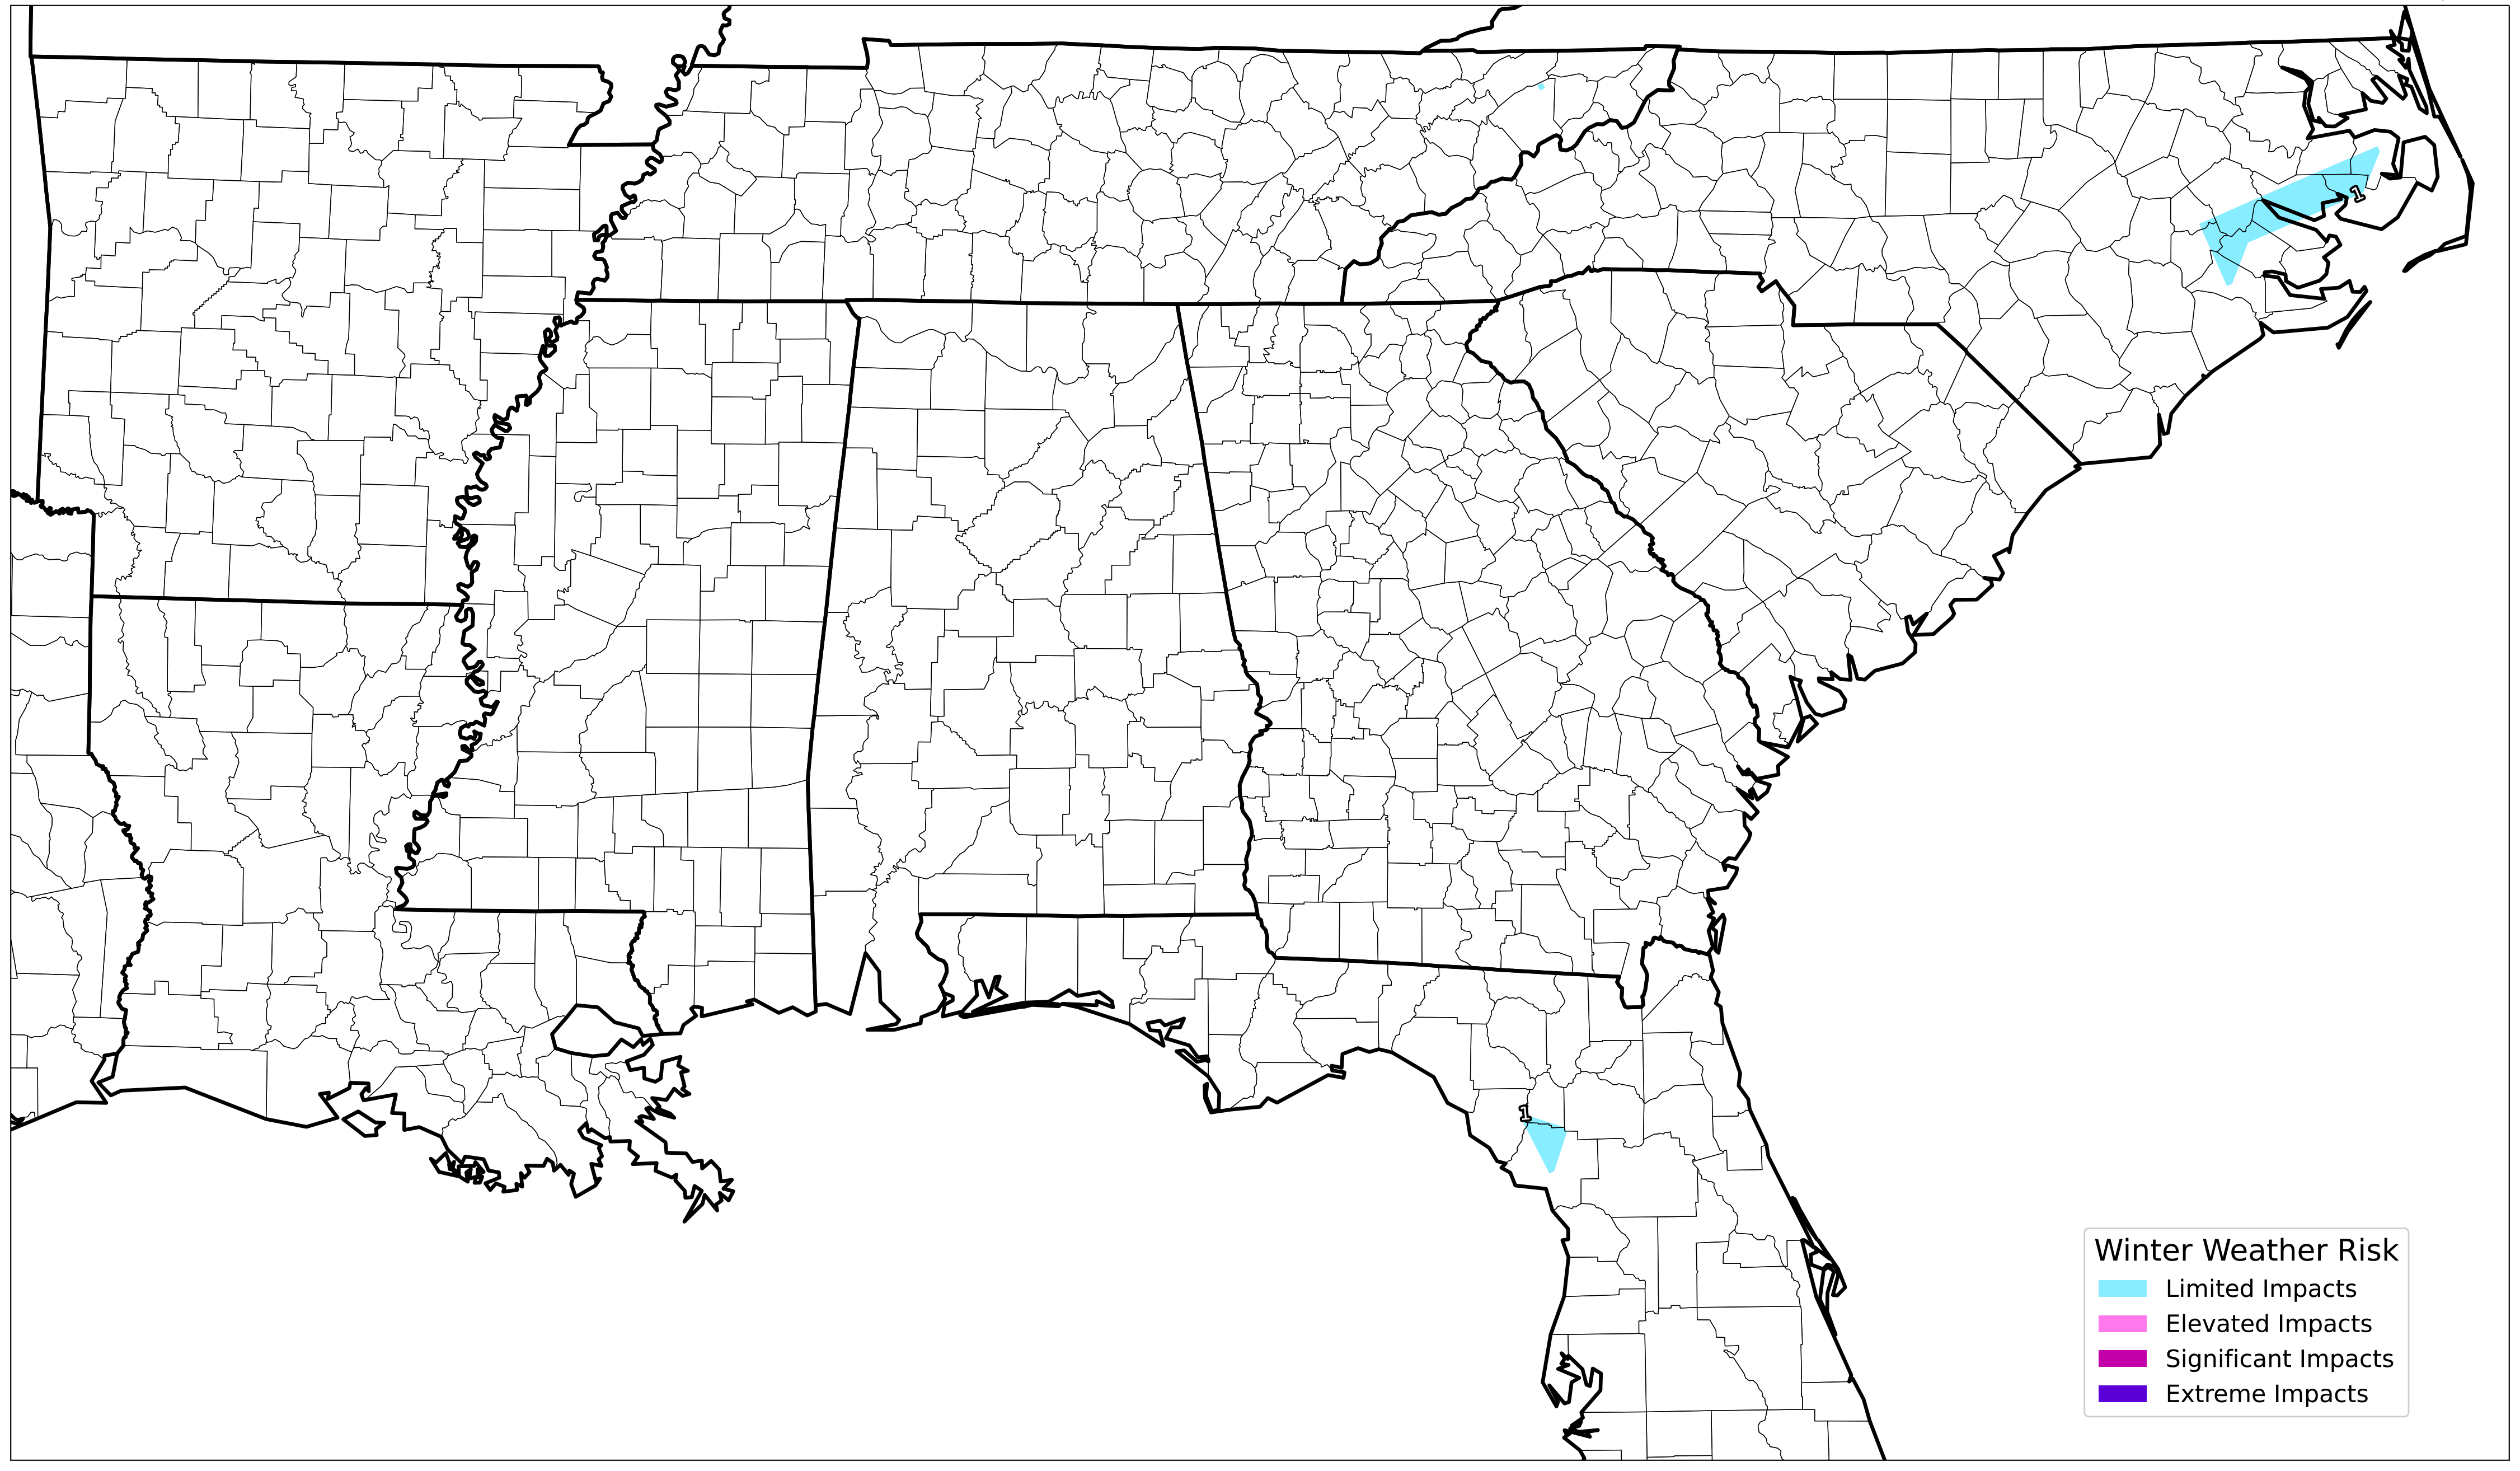 1
1
Winter Weather Risk
Limited Impacts
Elevated Impacts
Significant Impacts
Extreme Impacts